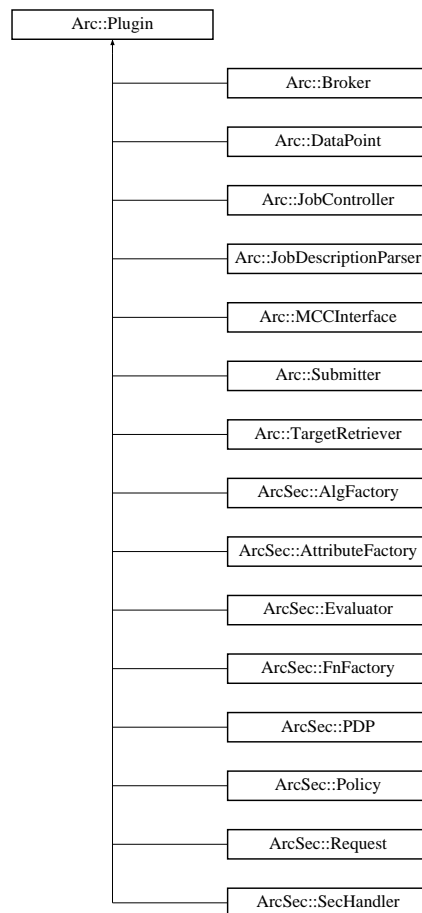 Arc::Plugin
Arc::Broker
Arc::DataPoint
Arc::JobController
Arc::JobDescriptionParser
Arc::MCCInterface
Arc::Submitter
Arc::TargetRetriever
ArcSec::AlgFactory
ArcSec::AttributeFactory
ArcSec::Evaluator
ArcSec::FnFactory
ArcSec::PDP
ArcSec::Policy
ArcSec::Request
ArcSec::SecHandler